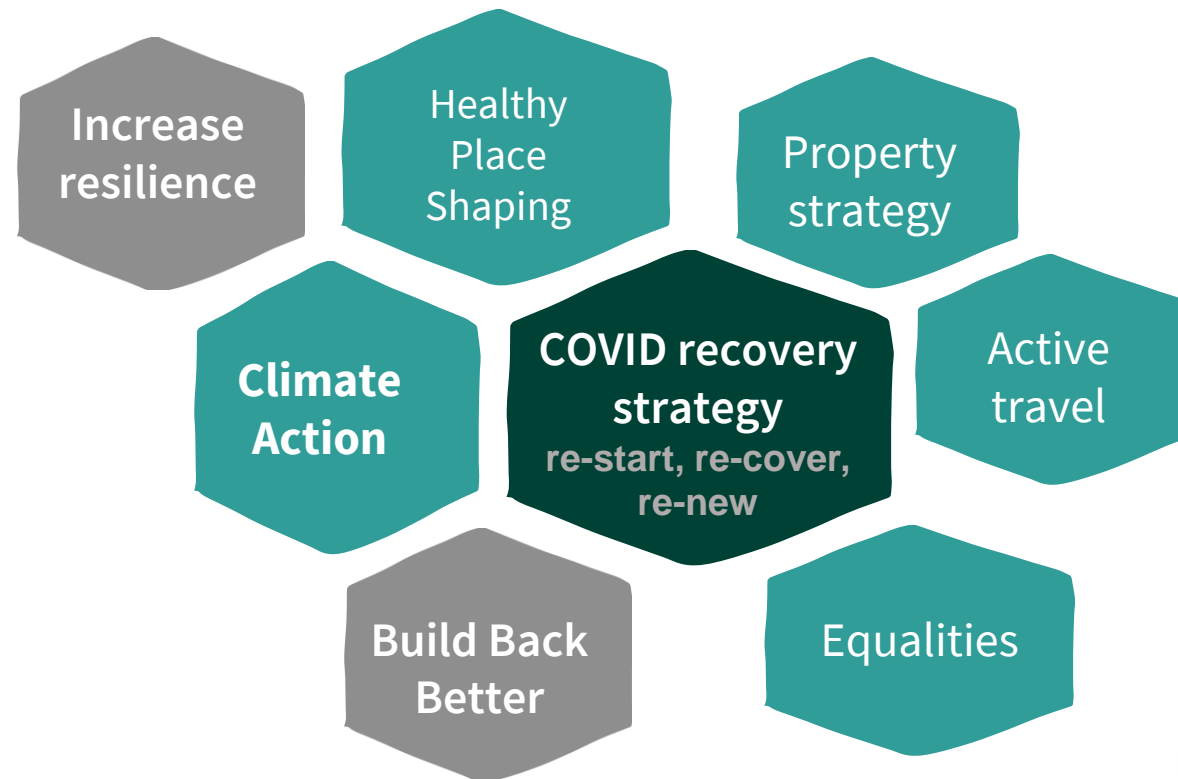 Increase
resilience
Healthy
Place
Shaping
Property
strategy
Climate
Action
COVID recovery
strategy
re-start, re-cover,
re-new
Active
travel
Build Back
Better
Equalities